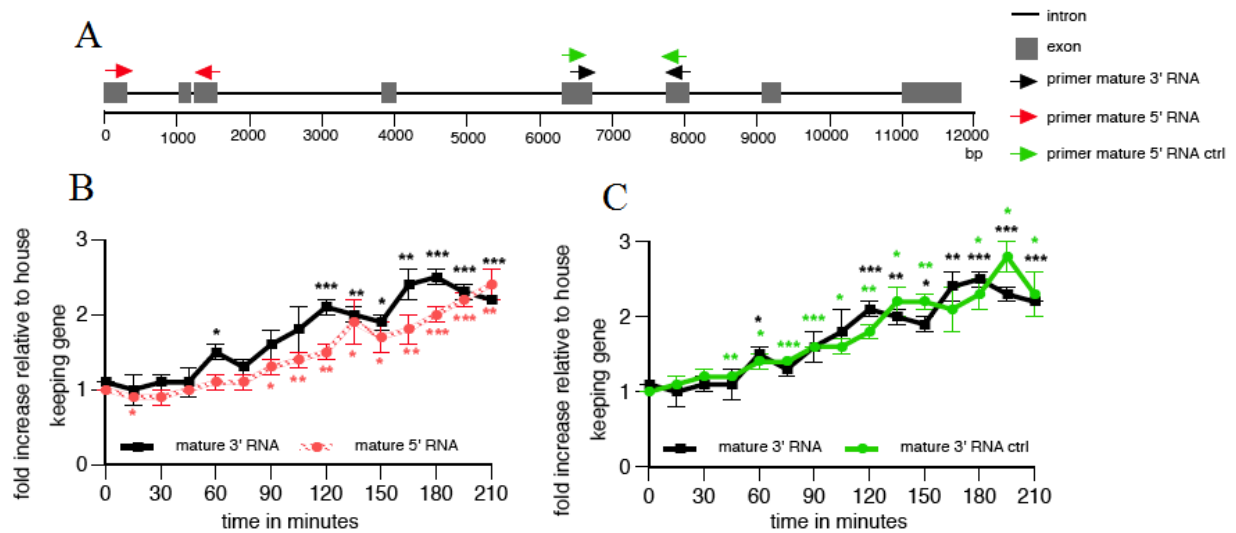 A
intron
exon
primer mature 3' RNA
primer mature 5' RNA
primer mature 5' RNA ctrl
0 1000 2000 3000 4000 5000 6000 7000 8000 9000 10000 11000 12000
bp
B
fold increase relative to house
keeping gene
3
2
1
0
* *** ** * ** *** *** ***
* * ** ** * * ** *** *** **
mature 3' RNA mature 5' RNA
0 30 60 90 120 150 180 210
time in minutes
C
fold increase relative to house
keeping gene
3
2
1
0
* *** ** * ** *** *** ***
** * *** *** * ** * ** * * *
mature 3' RNA mature 3' RNA ctrl
0 30 60 90 120 150 180 210
time in minutes